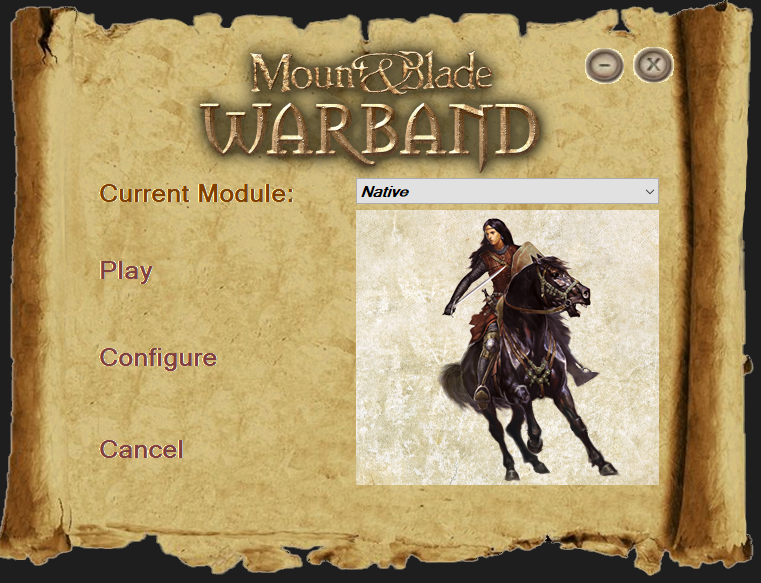 Mount&Blade
WARBAND
Current Module:
Native
Play
Configure
Cancel